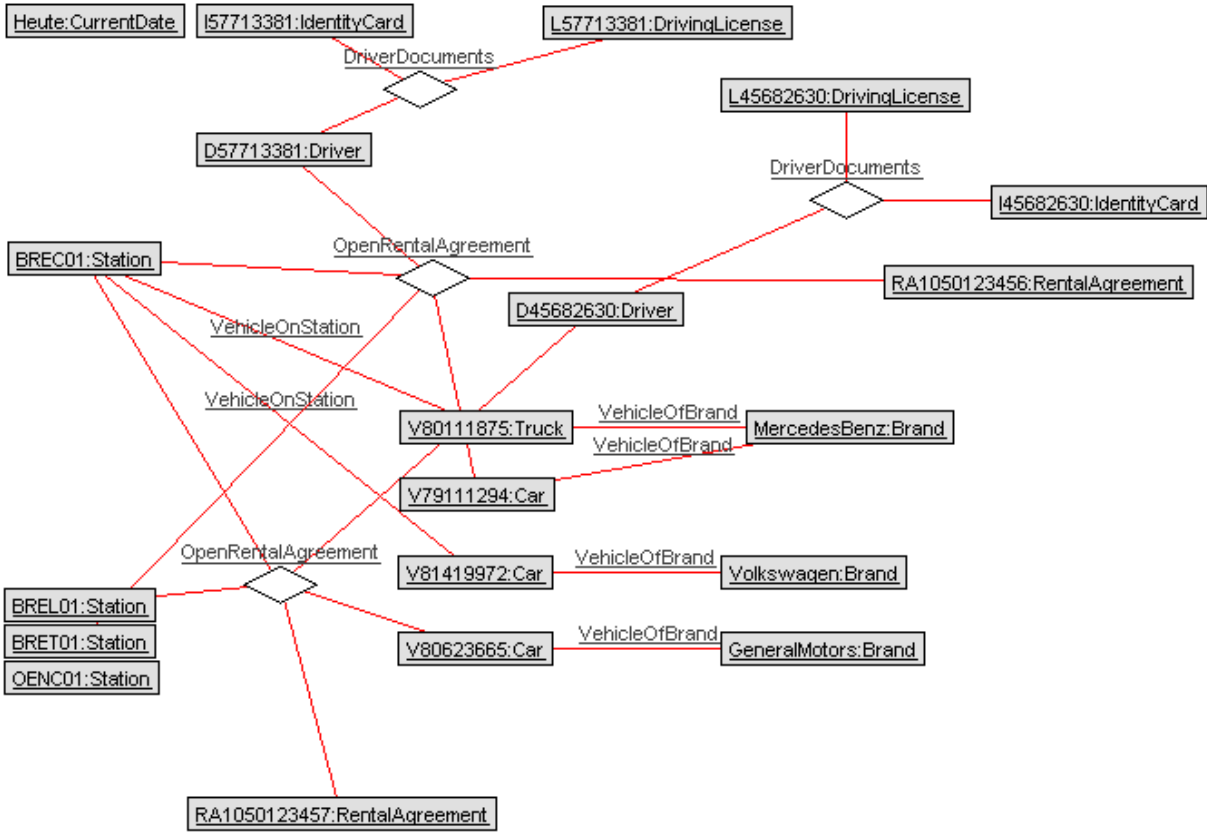 Heute:CurrentDate
I57713381:IdentityCard
L57713381:DrivingLicense
DriverDocuments
L45682630:DrivingLicense
D57713381:Driver
DriverDocuments
I45682630:IdentityCard
OpenRentalAgreement
BREC01:Station
RA1050123456:RentalAgreement
D45682630:Driver
VehicleOnStation
VehicleOnStation
VehicleOfBrand
V80111875:Truck
MercedesBenz:Brand
VehicleOfBrand
V79111294:Car
OpenRentalAgreement
VehicleOfBrand
V81419972:Car
Volkswagen:Brand
BREL01:Station
VehicleOfBrand
BRET01:Station
V80623665:Car
GeneralMotors:Brand
OENC01:Station
RA1050123457:RentalAgreement